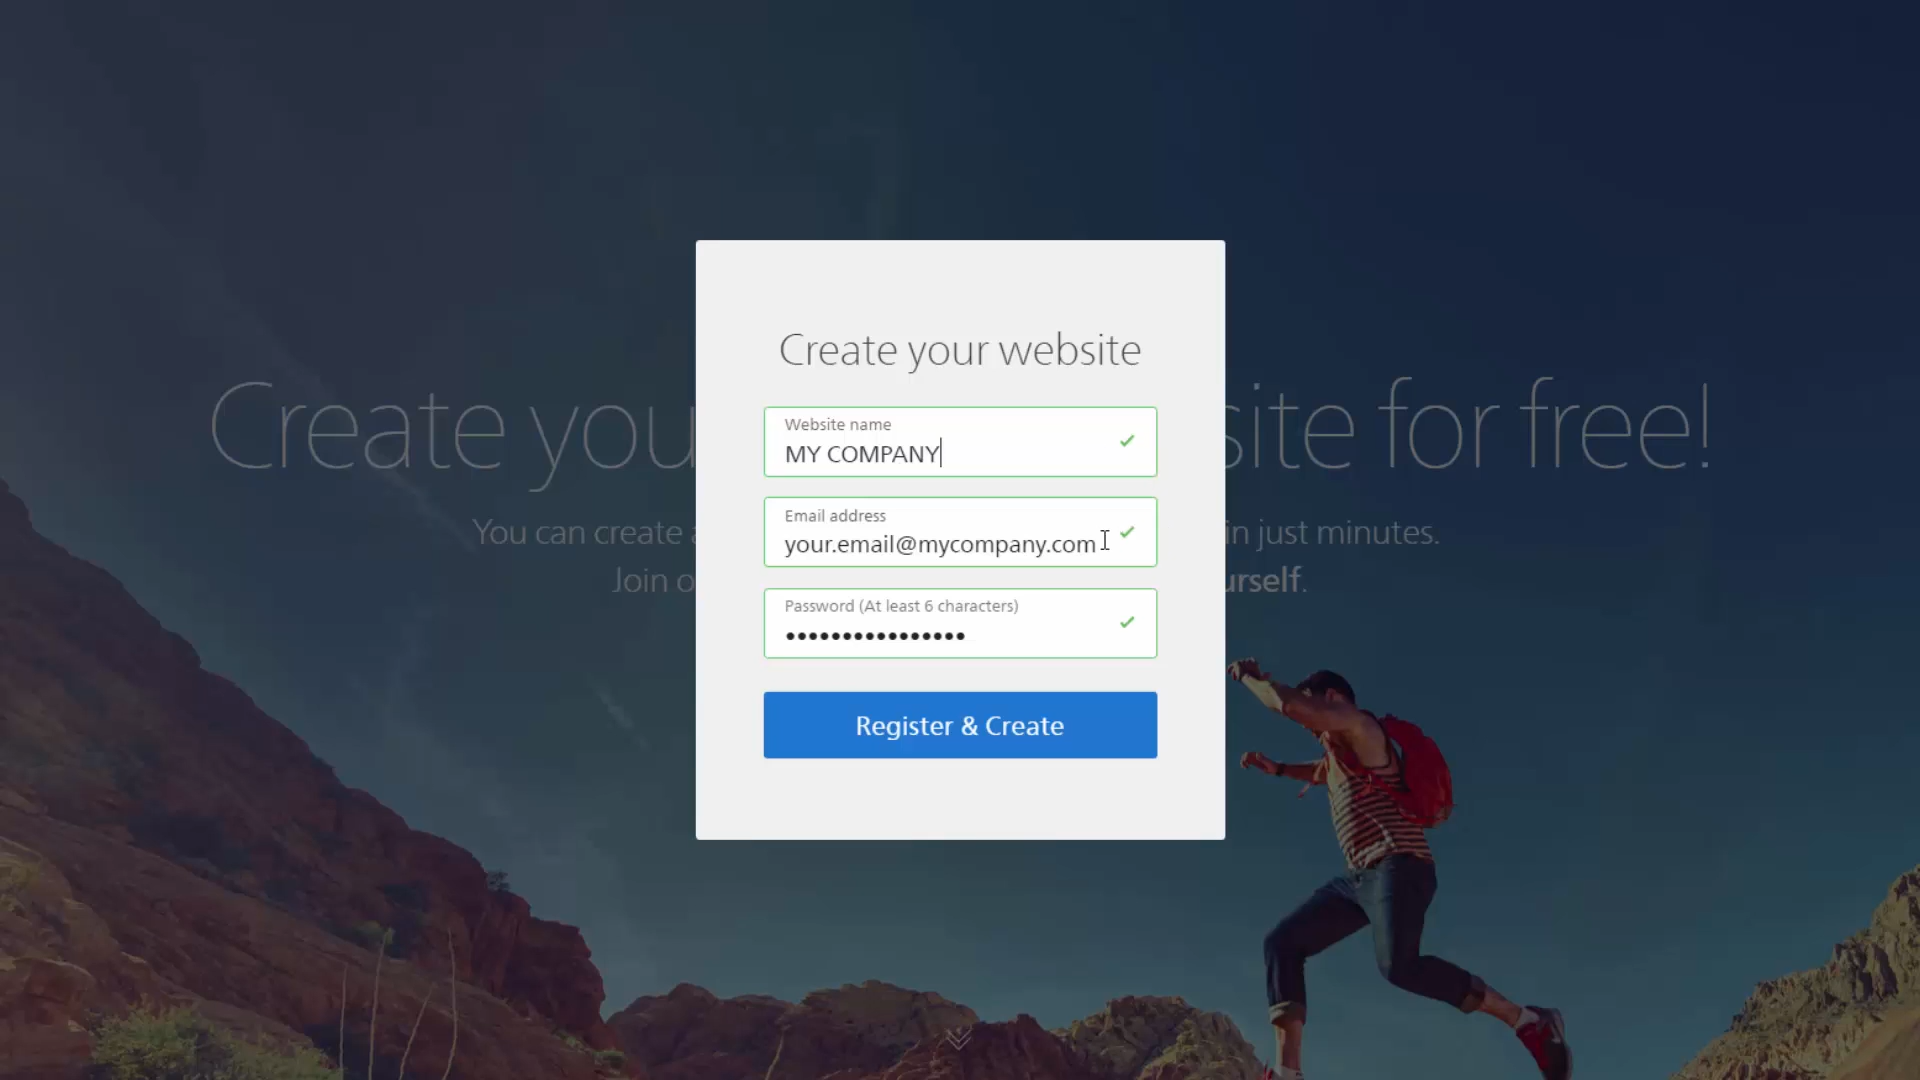 Create your website
Website name
MY COMPANY
Email address
your.email@mycompany.com
Password (At least 6 characters)
••••••••••••••••
Register & Create
Create you site for free!
You can create in just minutes.
Join urself.